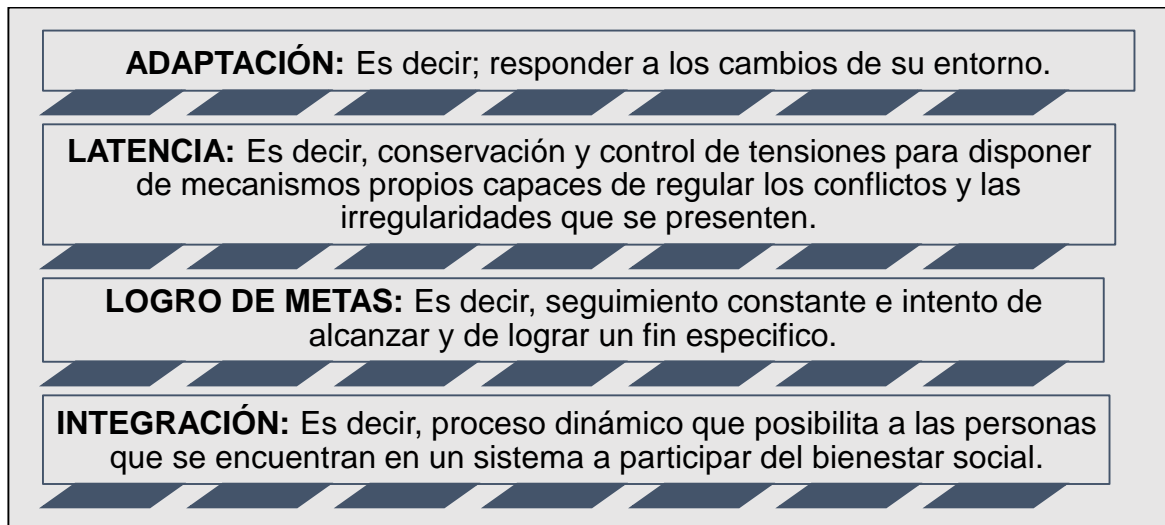 ADAPTACIÓN: Es decir; responder a los cambios de su entorno.
LATENCIA: Es decir, conservación y control de tensiones para disponer
de mecanismos propios capaces de regular los conflictos y las
irregularidades que se presenten.
LOGRO DE METAS: Es decir, seguimiento constante e intento de
alcanzar y de lograr un fin especifico.
INTEGRACIÓN: Es decir, proceso dinámico que posibilita a las personas
que se encuentran en un sistema a participar del bienestar social.